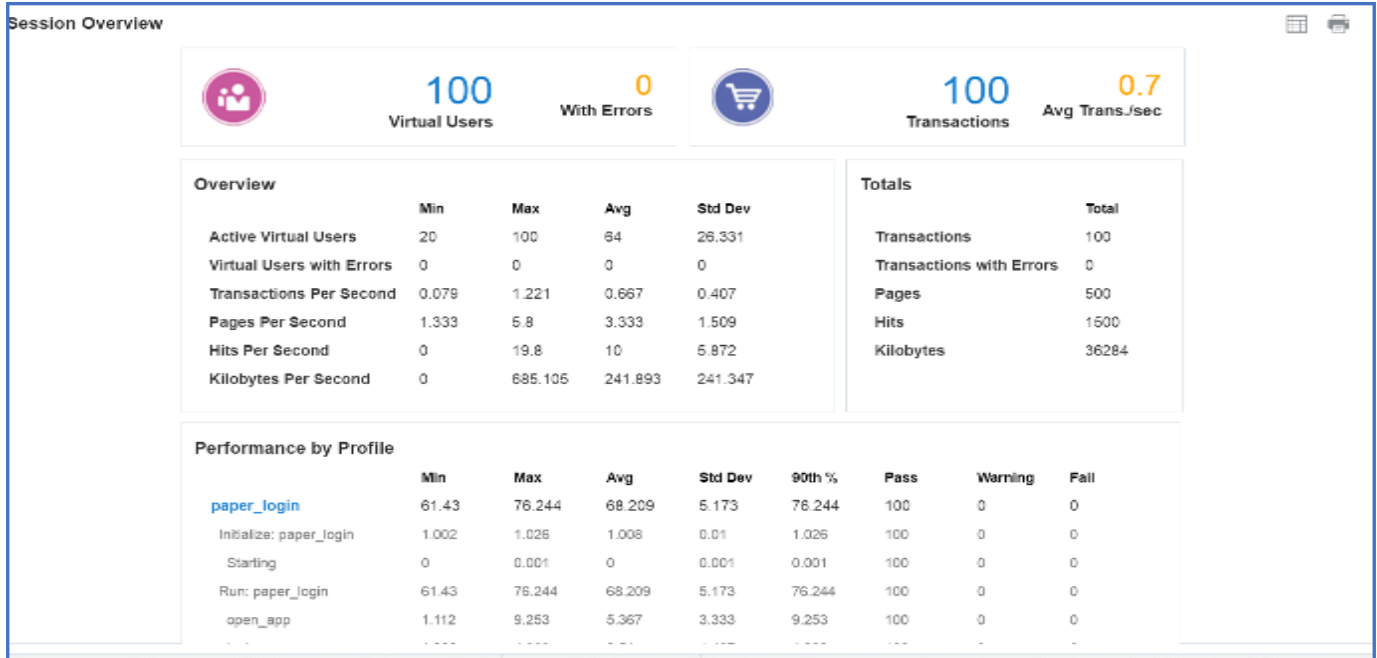 Session Overview
100 0 100 0.7
Virtual Users With Errors Transactions Avg Trans./sec
Overview
Min Max Avg Std Dev
Active Virtual Users 20 100 64 26.331
Virtual Users with Errors 0 0 0 0
Transactions Per Second 0.079 1.221 0.667 0.407
Pages Per Second 1.333 5.8 3.333 1.509
Hits Per Second 0 19.8 10 5.872
Kilobytes Per Second 0 685.105 241.893 241.347
Totals
Total
Transactions 100
Transactions with Errors 0
Pages 500
Hits 1500
Kilobytes 36284
Performance by Profile
Min Max Avg Std Dev 90th % Pass Warning Fail
paper_login 61.43 76.244 68.209 5.173 76.244 100 0 0
Initialize: paper_login 1.002 1.026 1.008 0.01 1.026 100 0 0
Starting 0 0.001 0 0.001 0.001 100 0 0
Run: paper_login 61.43 76.244 68.209 5.173 76.244 100 0 0
open_app 1.112 9.253 5.367 3.333 9.253 100 0 0